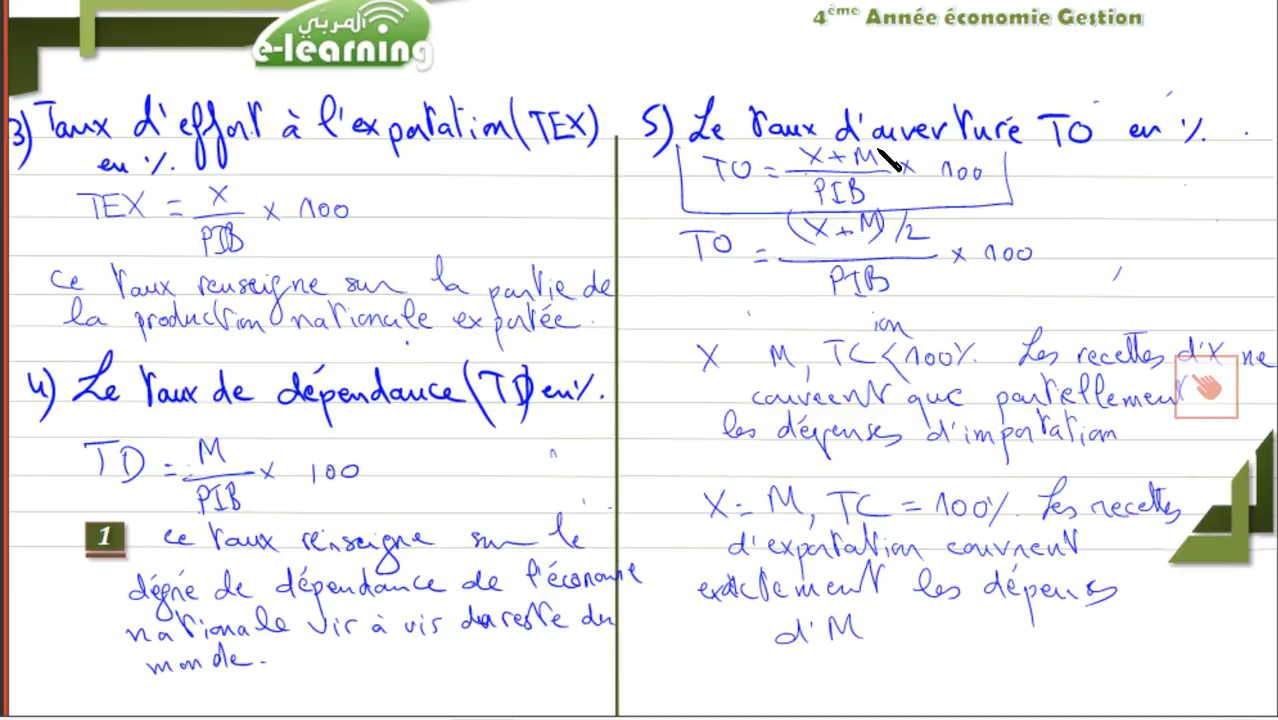 العربي
e-learning
4ème Année économie Gestion
3) Taux d'effort à l'exportation (TEX)
en %.
TEX = X / PIB x 100
ce taux renseigne sur la partie de
la production nationale exportée.
4) Le taux de dépendance (TD) en %.
TD = M / PIB x 100
1
ce taux renseigne sur le
dégré de dépendance de l'économie
nationale vis à vis du reste du
monde.
5) Le taux d'ouverture TO en %.
TO = X + M / PIB x 100
TO = (X + M) / 2 / PIB x 100
ion
X M, TC < 100%. Les recettes d'X ne
couvrent que partellement
les dépenses d'importation
X = M, TC = 100%. Les recettes
d'exportation couvrent
exactement les dépenses
d'M